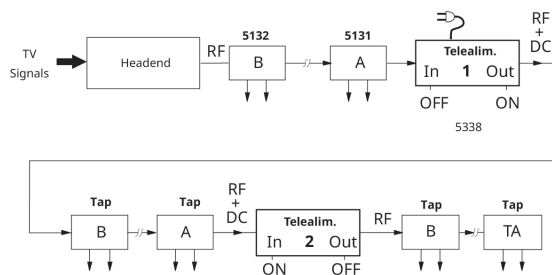 TV
Signals
Headend
RF
5132
B
5131
A
Telealim.
In 1 Out
OFF ON
5338
RF
+
DC
Tap
B
Tap
A
RF
+
DC
Telealim.
In 2 Out
ON OFF
RF
Tap
B
Tap
TA